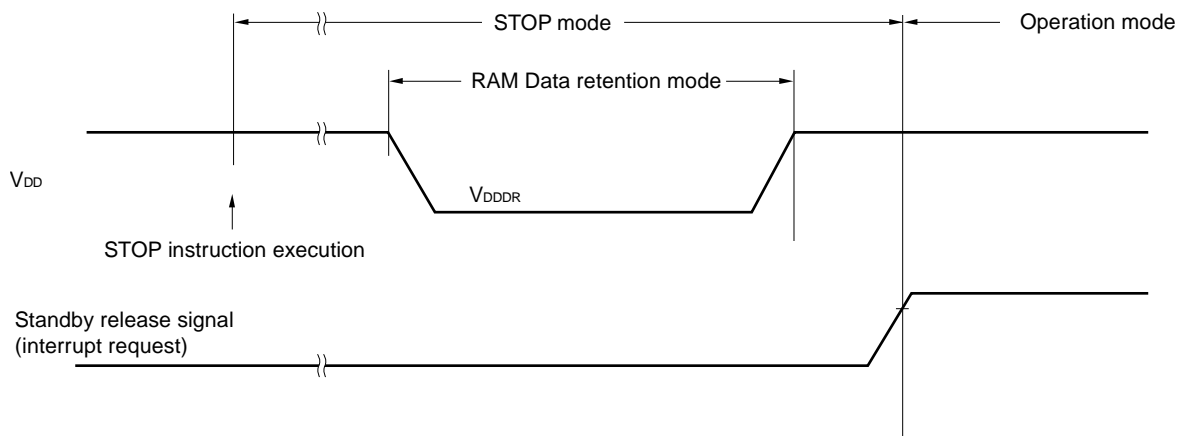 STOP mode
Operation mode
RAM Data retention mode
VDD
VDDDR
STOP instruction execution
Standby release signal
(interrupt request)